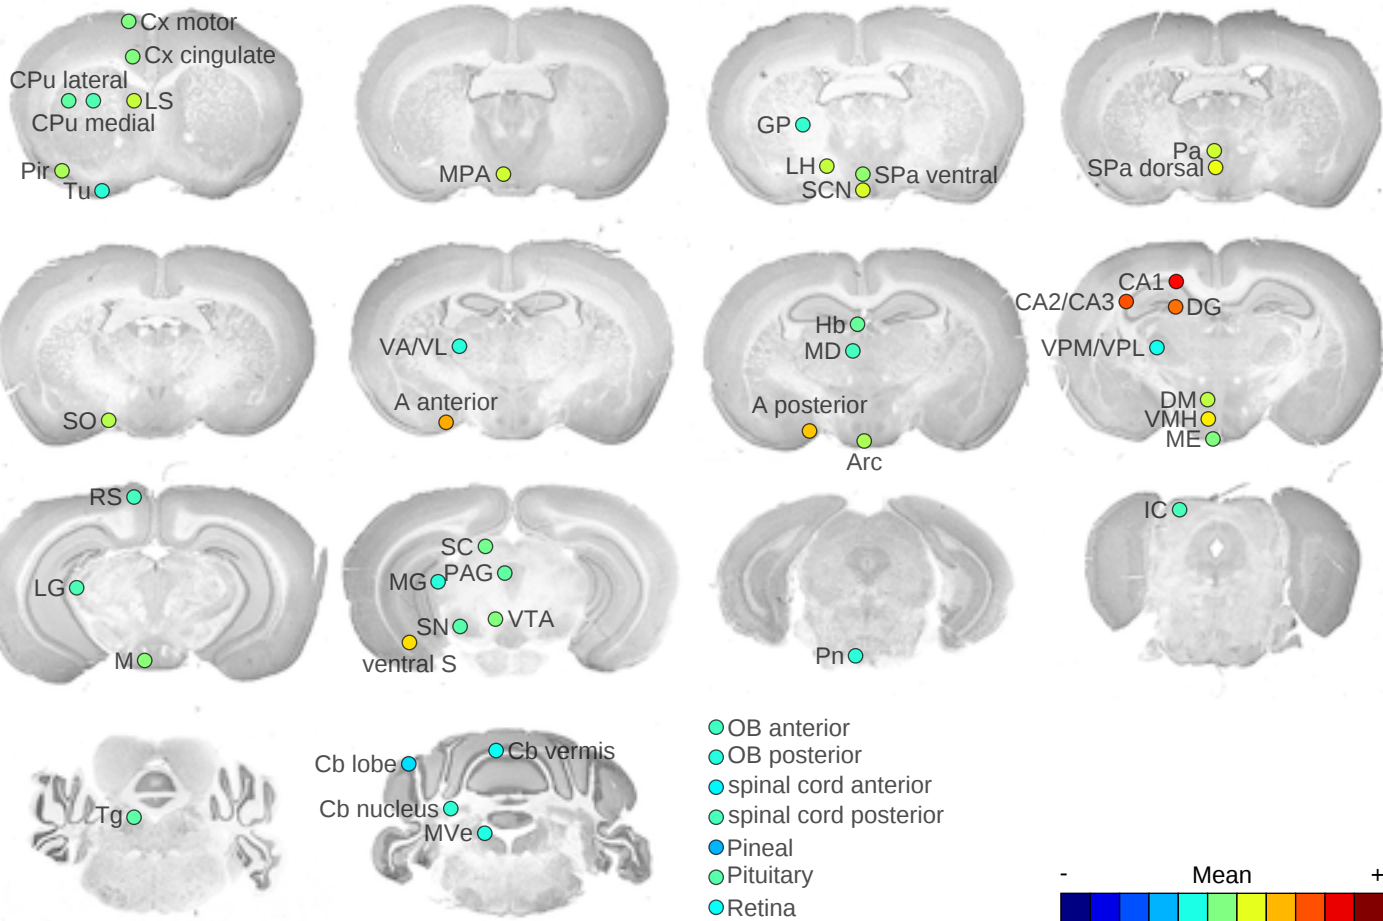 Cx motor
Cx cingulate
CPu lateral
LS
CPu medial
Pir
Tu
MPA
GP
LH
SPa ventral
SCN
Pa
SPa dorsal
SO
VA/VL
A anterior
Hb
MD
A posterior
Arc
CA1
CA2/CA3
DG
VPM/VPL
DM
VMH
ME
RS
LG
M
SC
MG
PAG
SN
VTA
ventral S
Pn
IC
Tg
Cb lobe
Cb vermis
Cb nucleus
MVe
OB anterior
OB posterior
spinal cord anterior
spinal cord posterior
Pineal
Pituitary
Retina
- Mean +